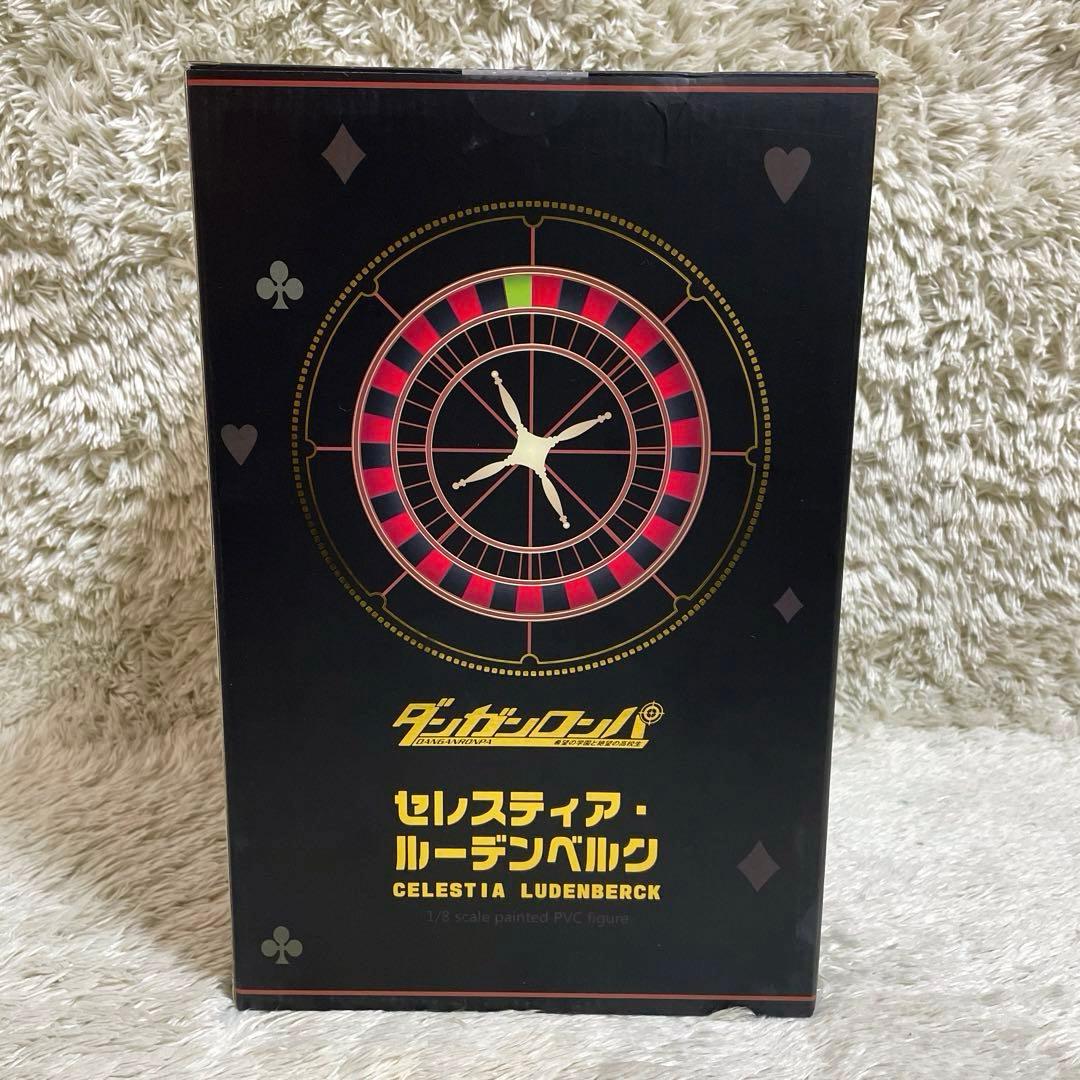 ダンガンロンパ
DANGANRONPA 希望の学園と絶望の高校生
セレスティア・
ルーデンベルク
CELESTIA LUDENBERCK
1/8 scale painted PVC figure